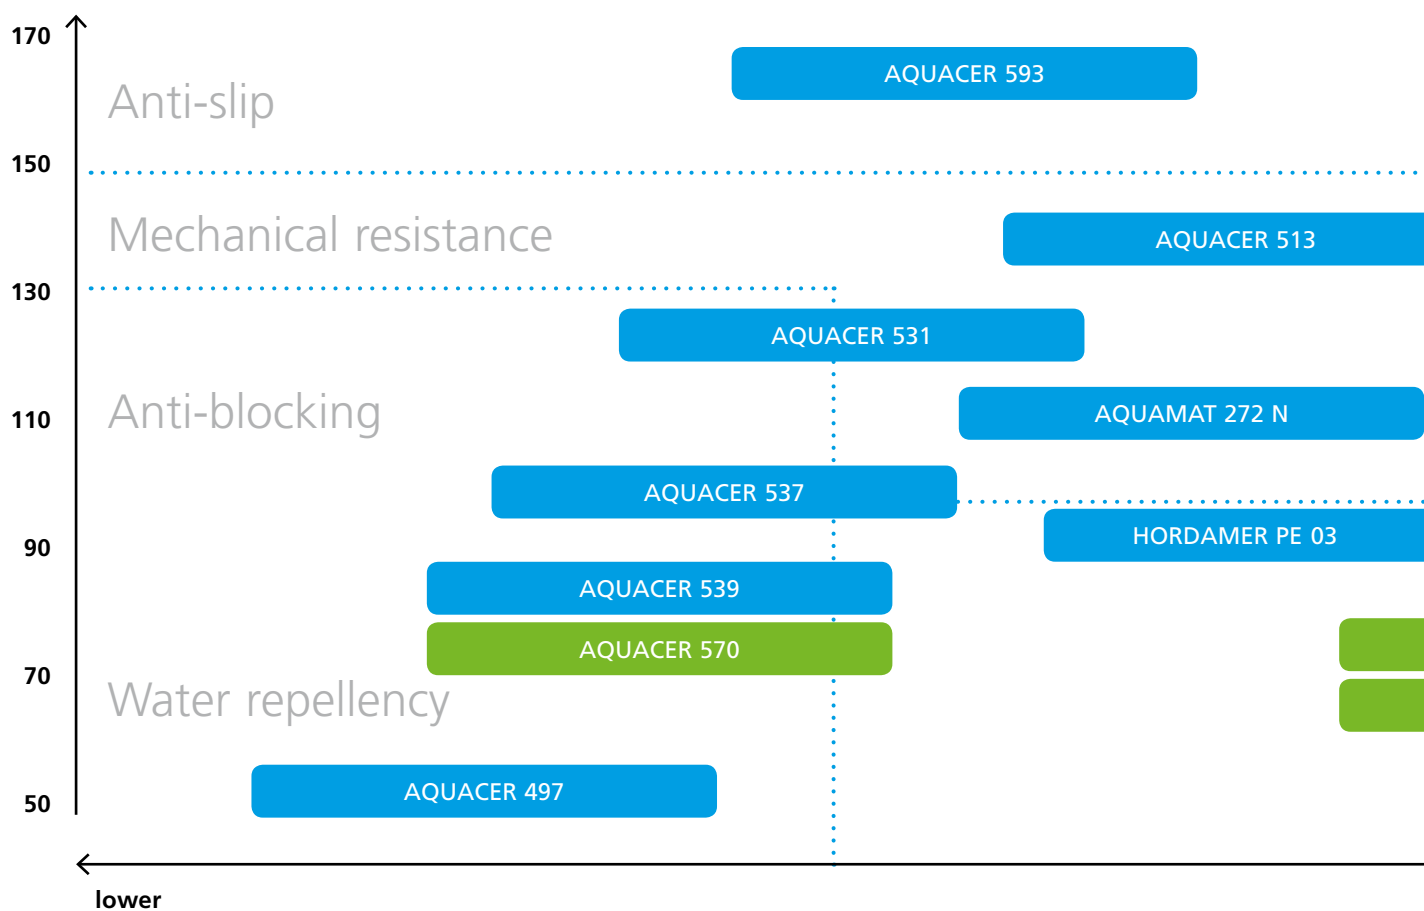 170
AQUACER 593
Anti-slip
150
Mechanical resistance
AQUACER 513
130
AQUACER 531
Anti-blocking
110
AQUAMAT 272 N
AQUACER 537
90
HORDAMER PE 03
AQUACER 539
AQUACER 570
70
Water repellency
AQUACER 497
50
lower